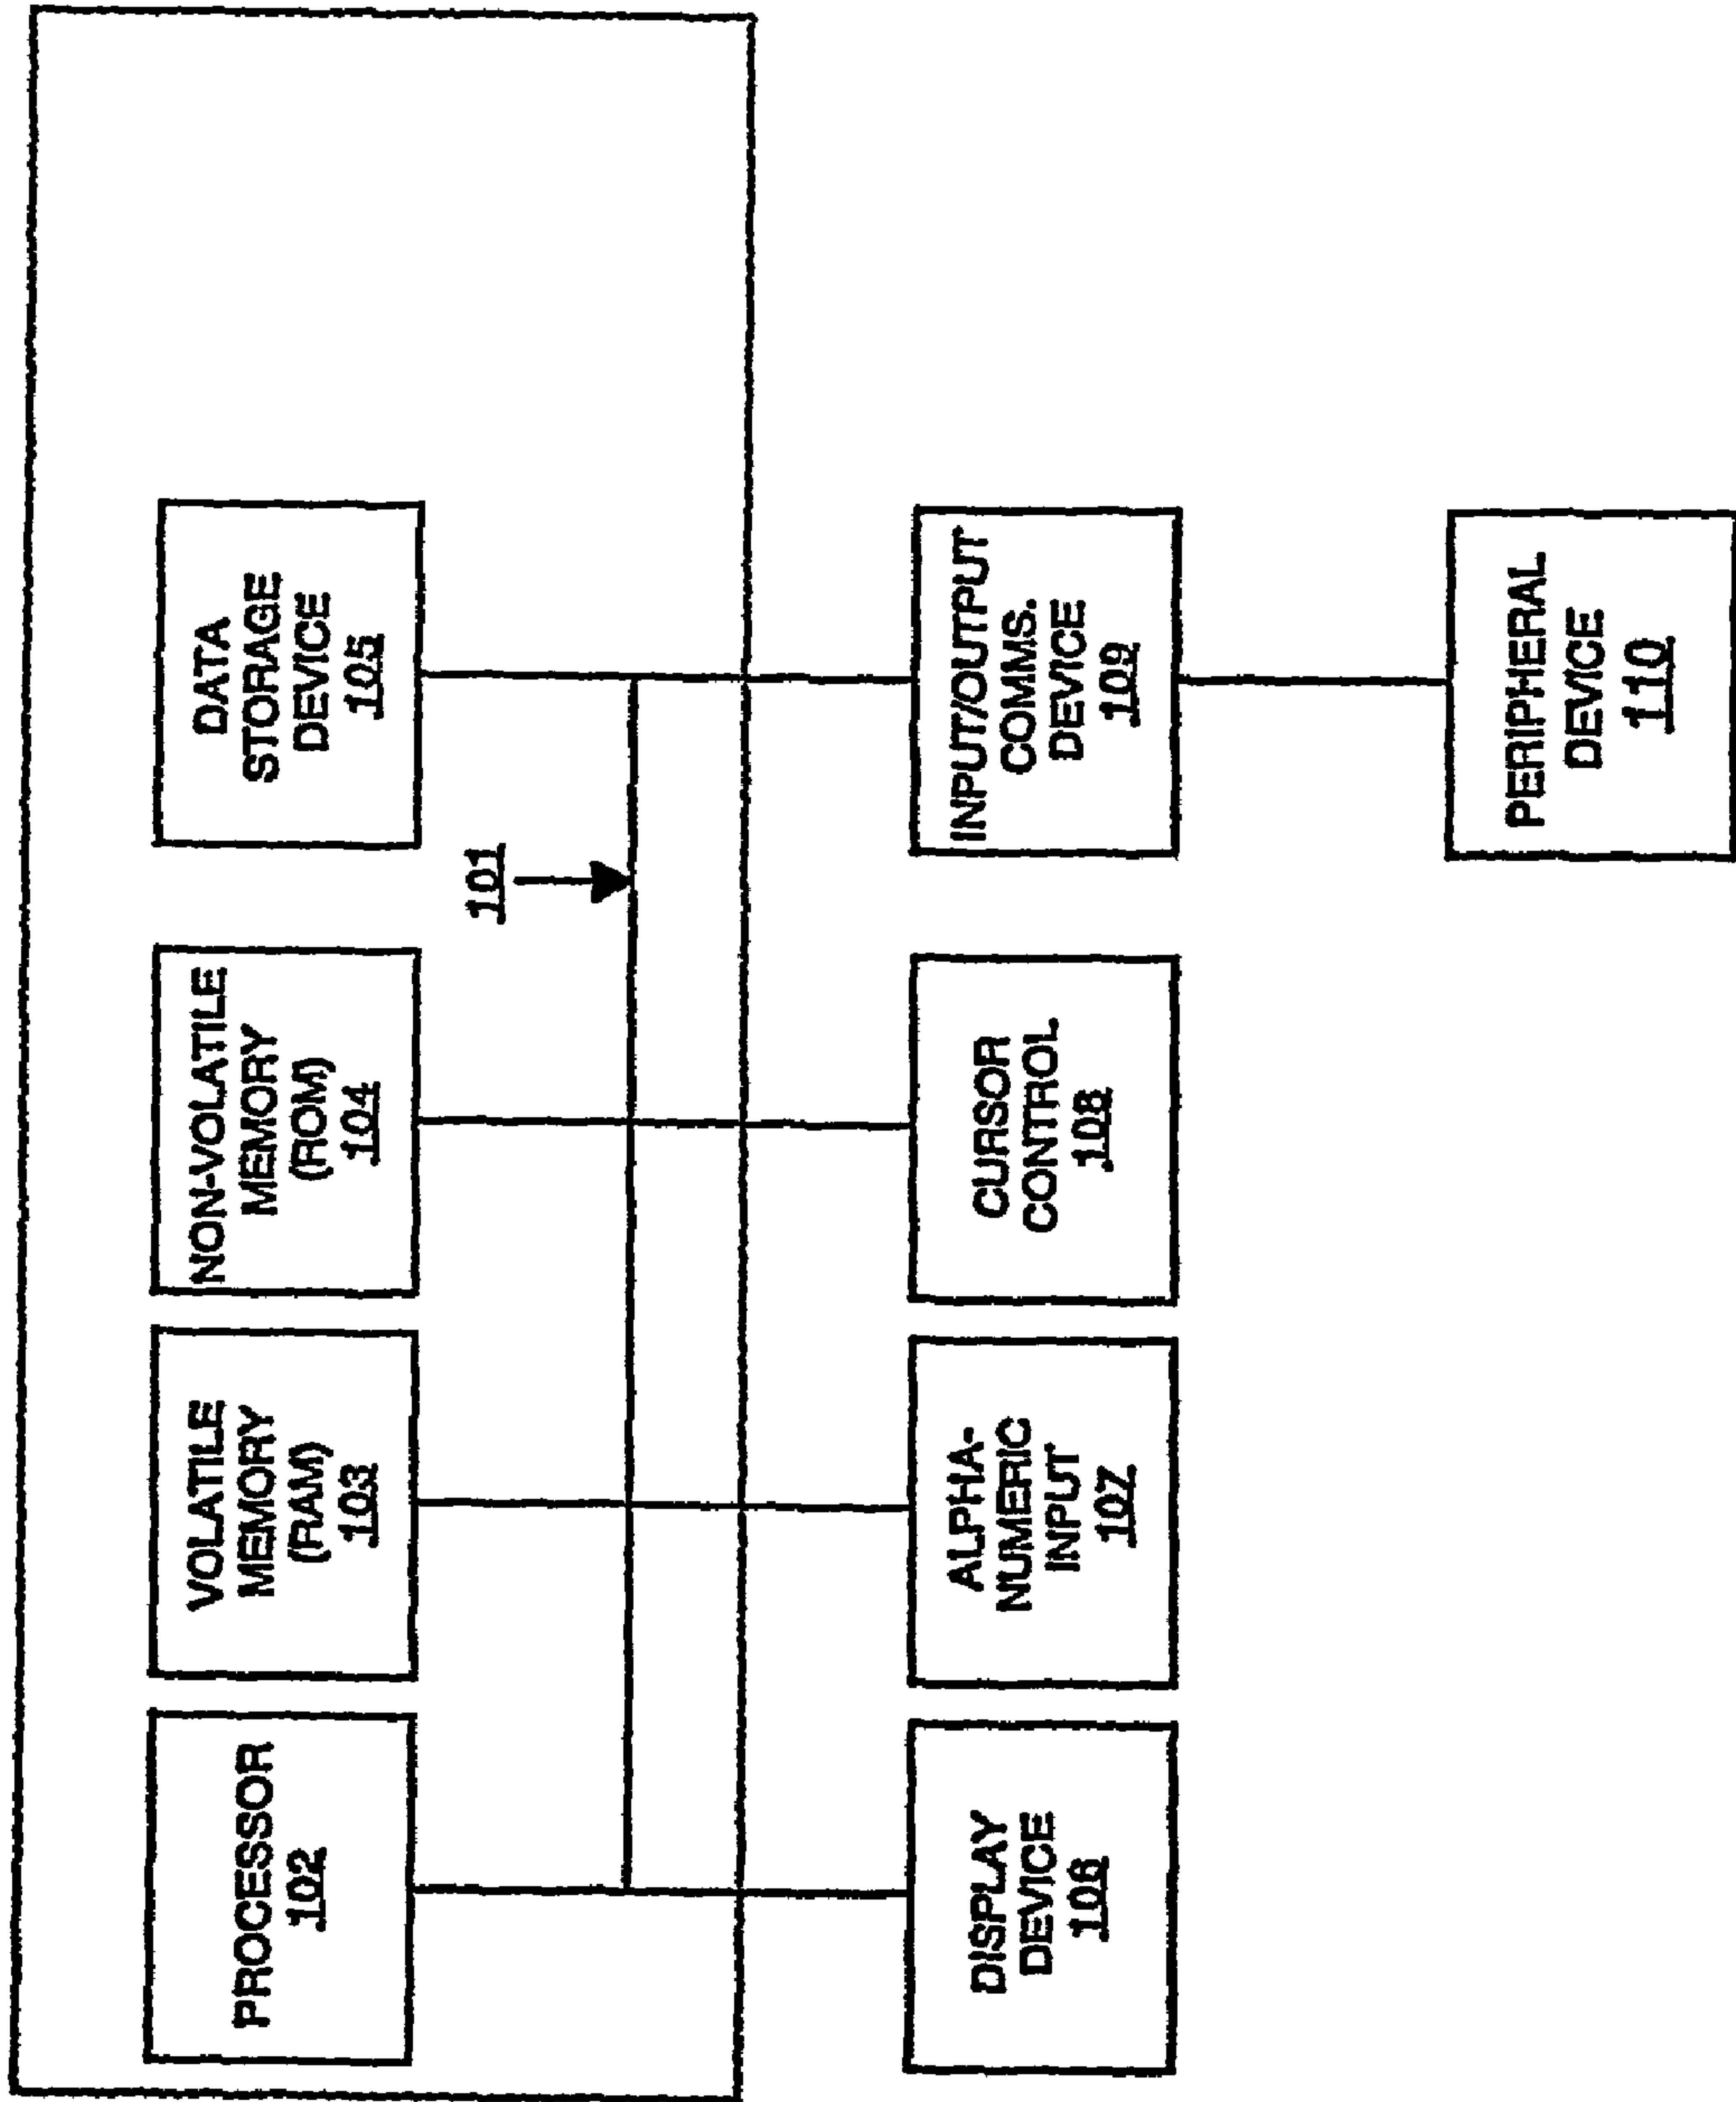 PROCESSOR
102
VOLATILE
MEMORY
(RAM)
103
NON-VOLATILE
MEMORY
(ROM)
104
DATA
STORAGE
DEVICE
105
101
DISPLAY
DEVICE
106
ALPHA-
NUMERIC
INPUT
107
CURSOR
CONTROL
108
INPUT/OUTPUT
COMMS.
DEVICE
109
PERIPHERAL
DEVICE
110